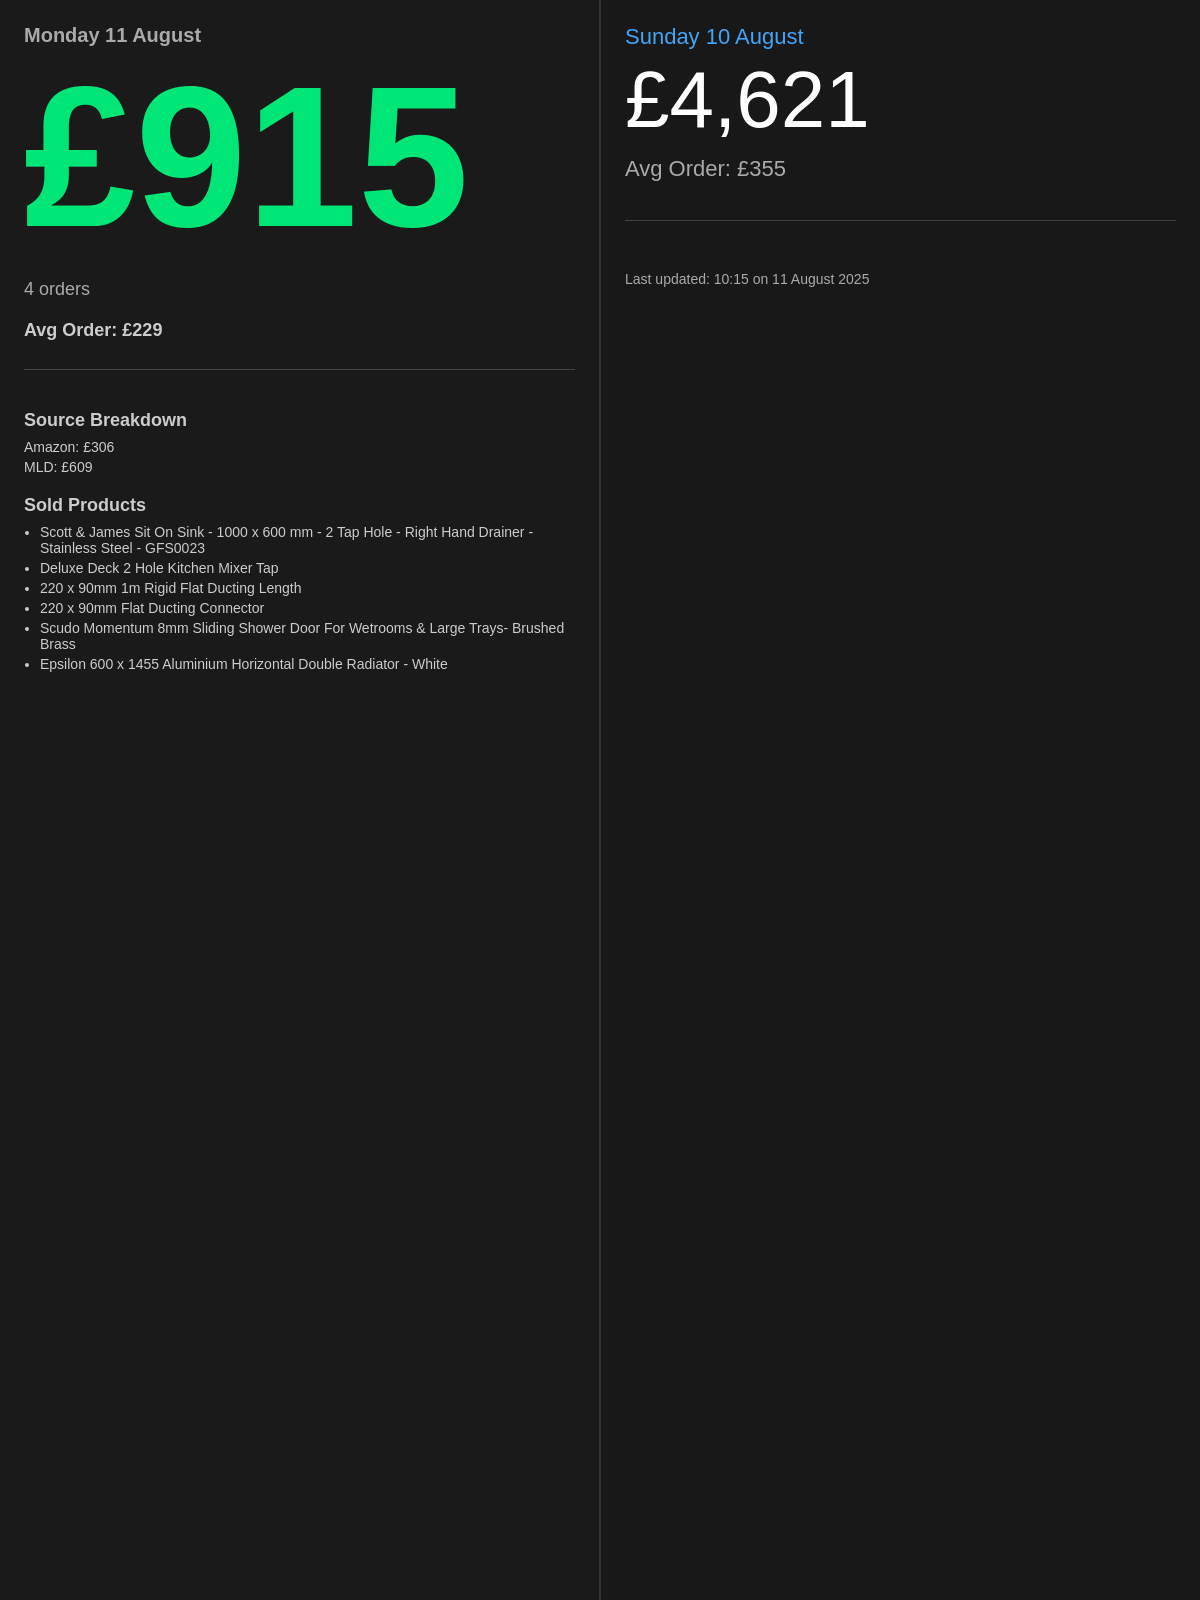 Monday 11 August
£915
4 orders
Avg Order: £229
Source Breakdown
Amazon: £306
MLD: £609
Sold Products
• Scott & James Sit On Sink - 1000 x 600 mm - 2 Tap Hole - Right Hand Drainer -
Stainless Steel - GFS0023
• Deluxe Deck 2 Hole Kitchen Mixer Tap
• 220 x 90mm 1m Rigid Flat Ducting Length
• 220 x 90mm Flat Ducting Connector
• Scudo Momentum 8mm Sliding Shower Door For Wetrooms & Large Trays- Brushed
Brass
• Epsilon 600 x 1455 Aluminium Horizontal Double Radiator - White
Sunday 10 August
£4,621
Avg Order: £355
Last updated: 10:15 on 11 August 2025